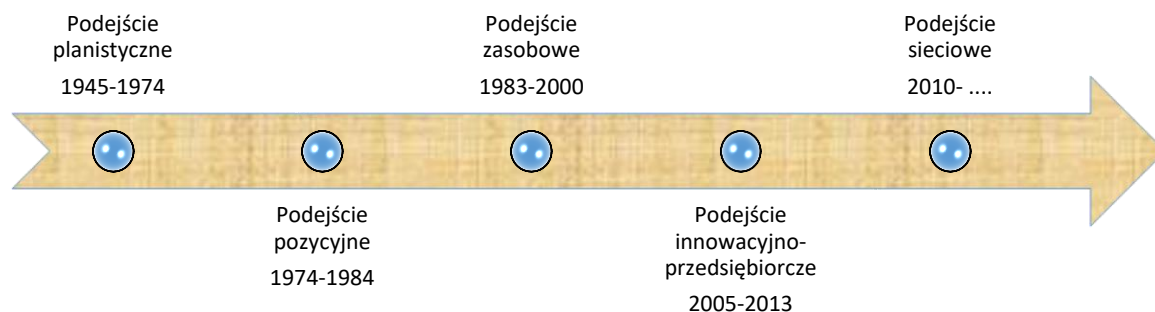 Podejście
planistyczne
1945-1974
Podejście
zasobowe
1983-2000
Podejście
sieciowe
2010- ....
Podejście
pozycyjne
1974-1984
Podejście
innowacyjno-
przedsiębiorcze
2005-2013